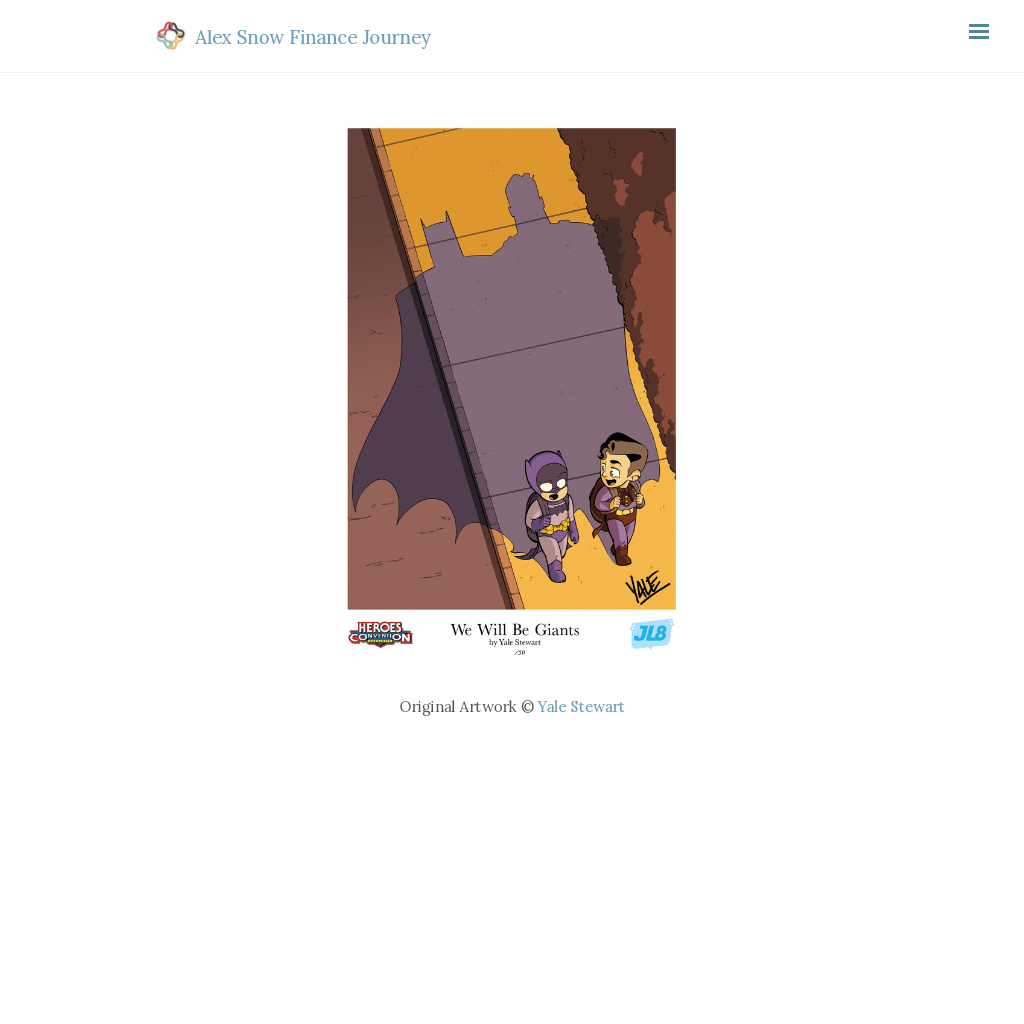 Alex Snow Finance Journey
YALE
HEROES
CONVENTION
We Will Be Giants
by Yale Stewart
/50
JL8
Original Artwork © Yale Stewart